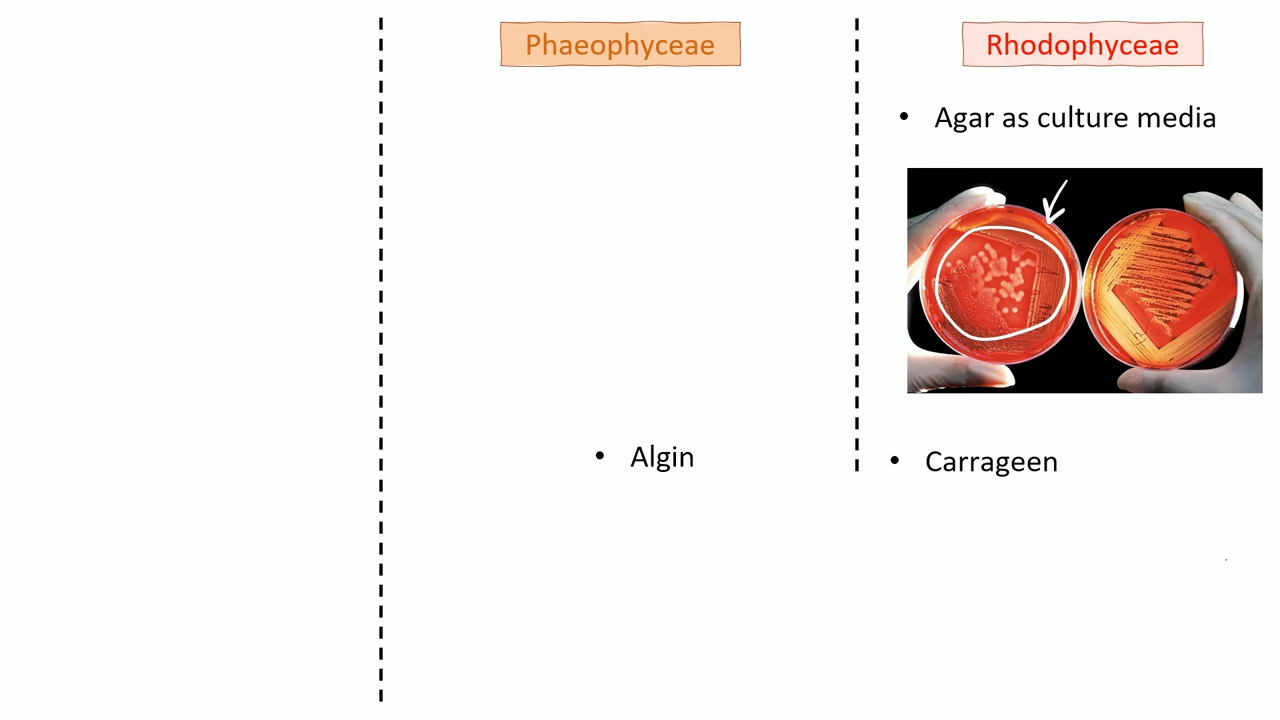 Phaeophyceae
Rhodophyceae
• Agar as culture media
• Algin
• Carrageen